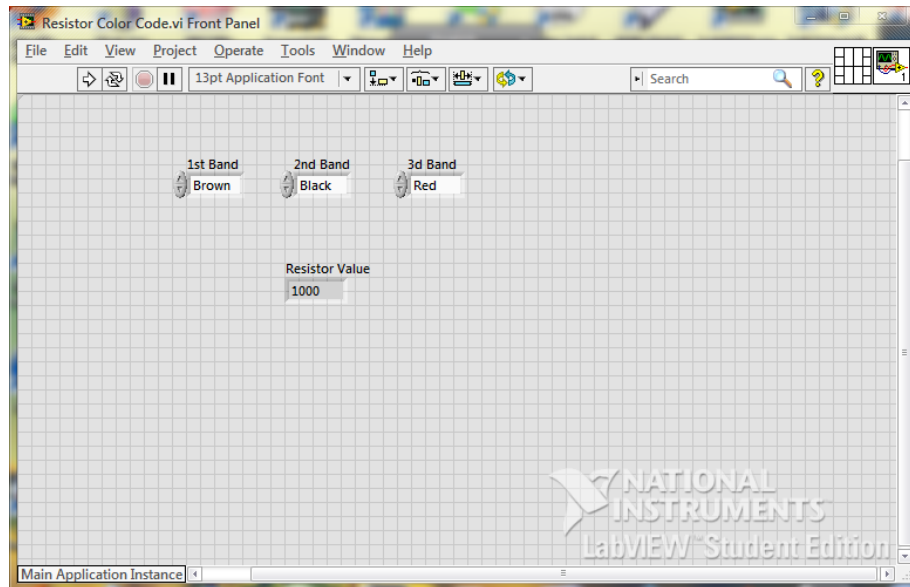 Resistor Color Code.vi Front Panel
File Edit View Project Operate Tools Window Help
13pt Application Font Search ? 1
1st Band 2nd Band 3d Band
Brown Black Red
Resistor Value
1000
NATIONAL
INSTRUMENTS
LabVIEW™ Student Edition
Main Application Instance